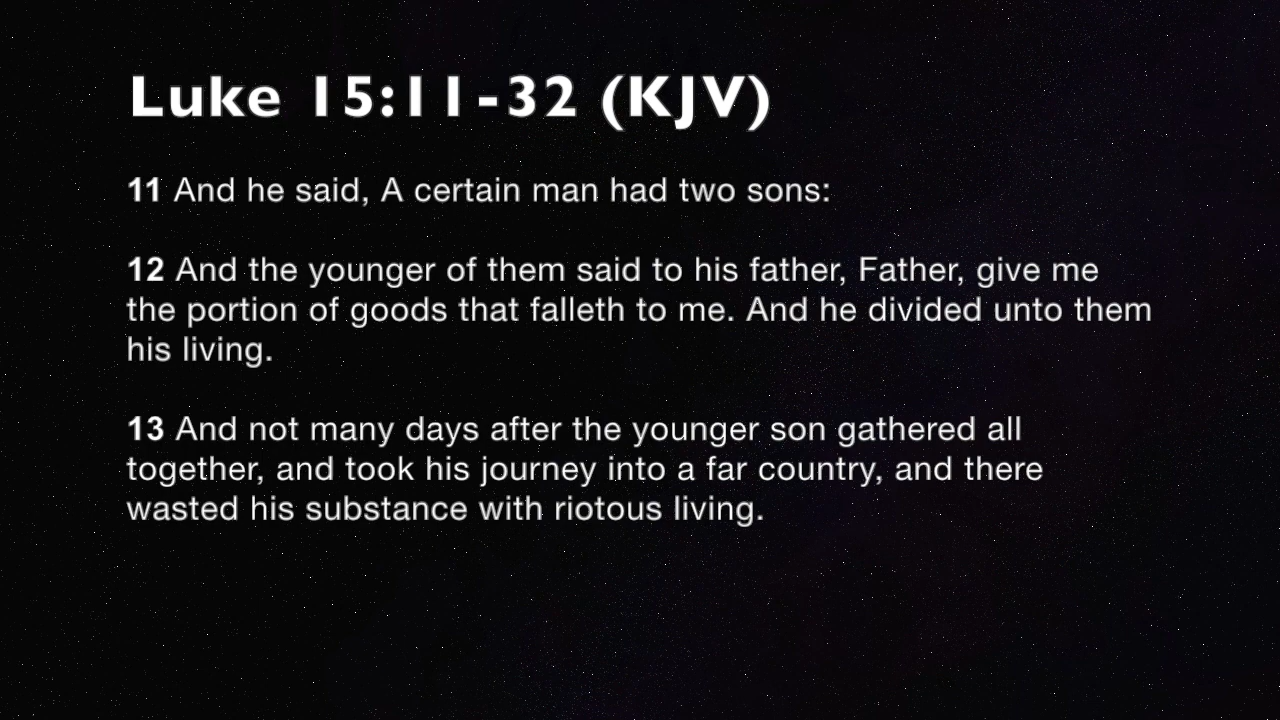 Luke 15:11-32 (KJV)
11 And he said, A certain man had two sons:
12 And the younger of them said to his father, Father, give me
the portion of goods that falleth to me. And he divided unto them
his living.
13 And not many days after the younger son gathered all
together, and took his journey into a far country, and there
wasted his substance with riotous living.